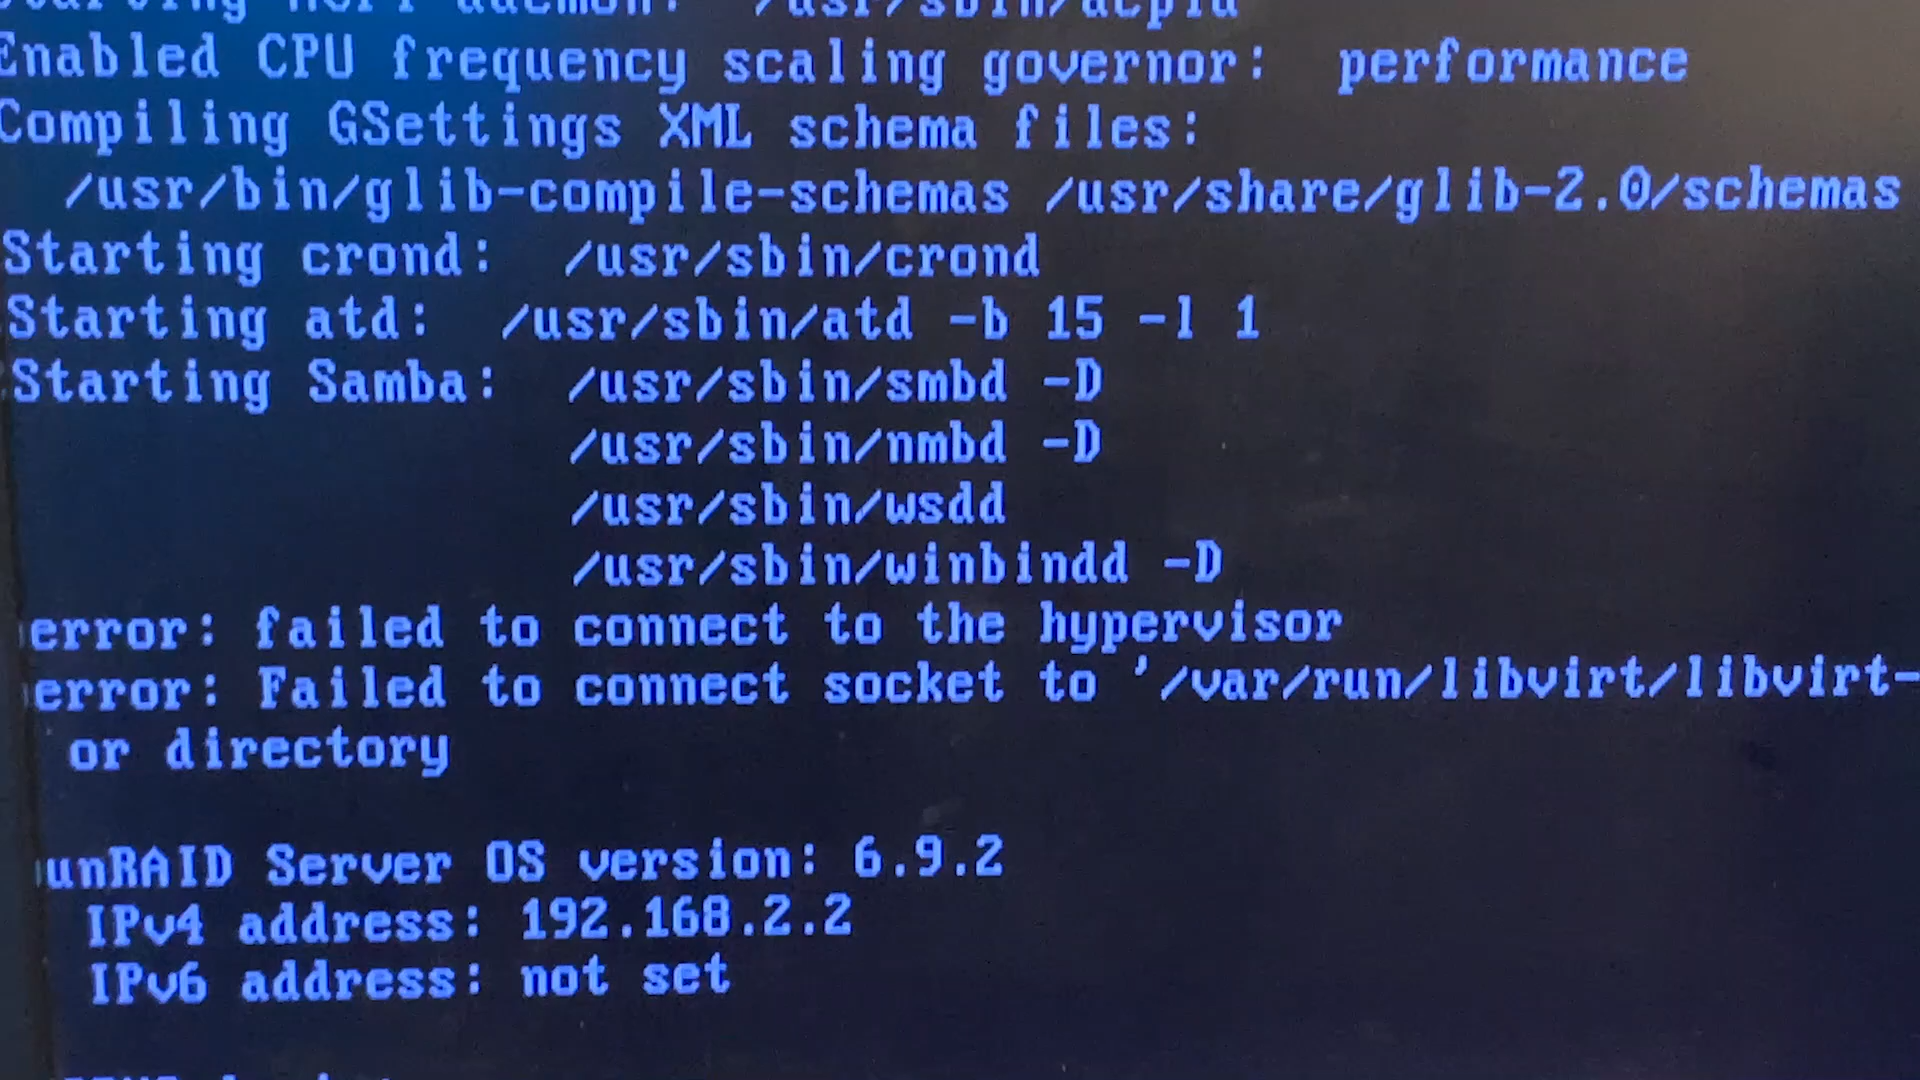 Enabled CPU frequency scaling governor: performance
Compiling GSettings XML schema files:
/usr/bin/glib-compile-schemas /usr/share/glib-2.0/schemas
Starting crond: /usr/sbin/crond
Starting atd: /usr/sbin/atd -b 15 -l 1
Starting Samba: /usr/sbin/smbd -D
/usr/sbin/nmbd -D
/usr/sbin/wsdd
/usr/sbin/winbindd -D
error: failed to connect to the hypervisor
error: Failed to connect socket to '/var/run/libvirt/libvirt-
or directory
unRAID Server OS version: 6.9.2
IPv4 address: 192.168.2.2
IPv6 address: not set